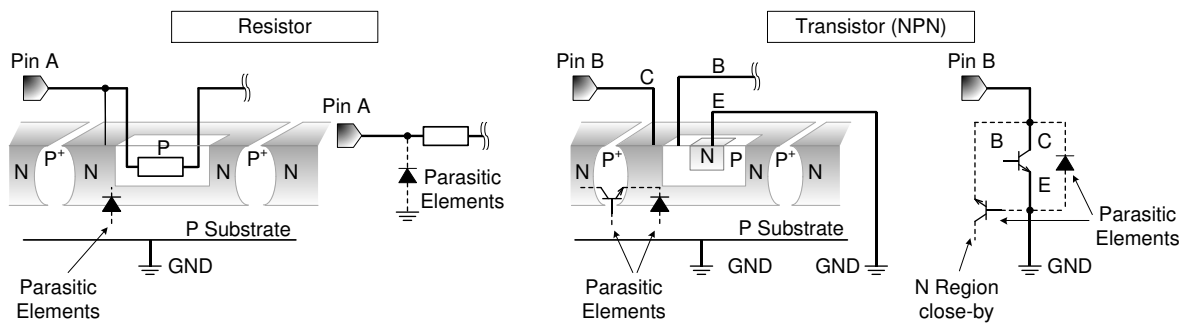 Resistor
Pin A
N
P+
N
P
N
P+
N
P Substrate
GND
Parasitic
Elements
Pin A
Parasitic
Elements
Transistor (NPN)
Pin B
C
B
E
N
P+
N
N
P
N
P+
N
P Substrate
GND
GND
Parasitic
Elements
Pin B
B
C
E
Parasitic
Elements
GND
N Region
close-by